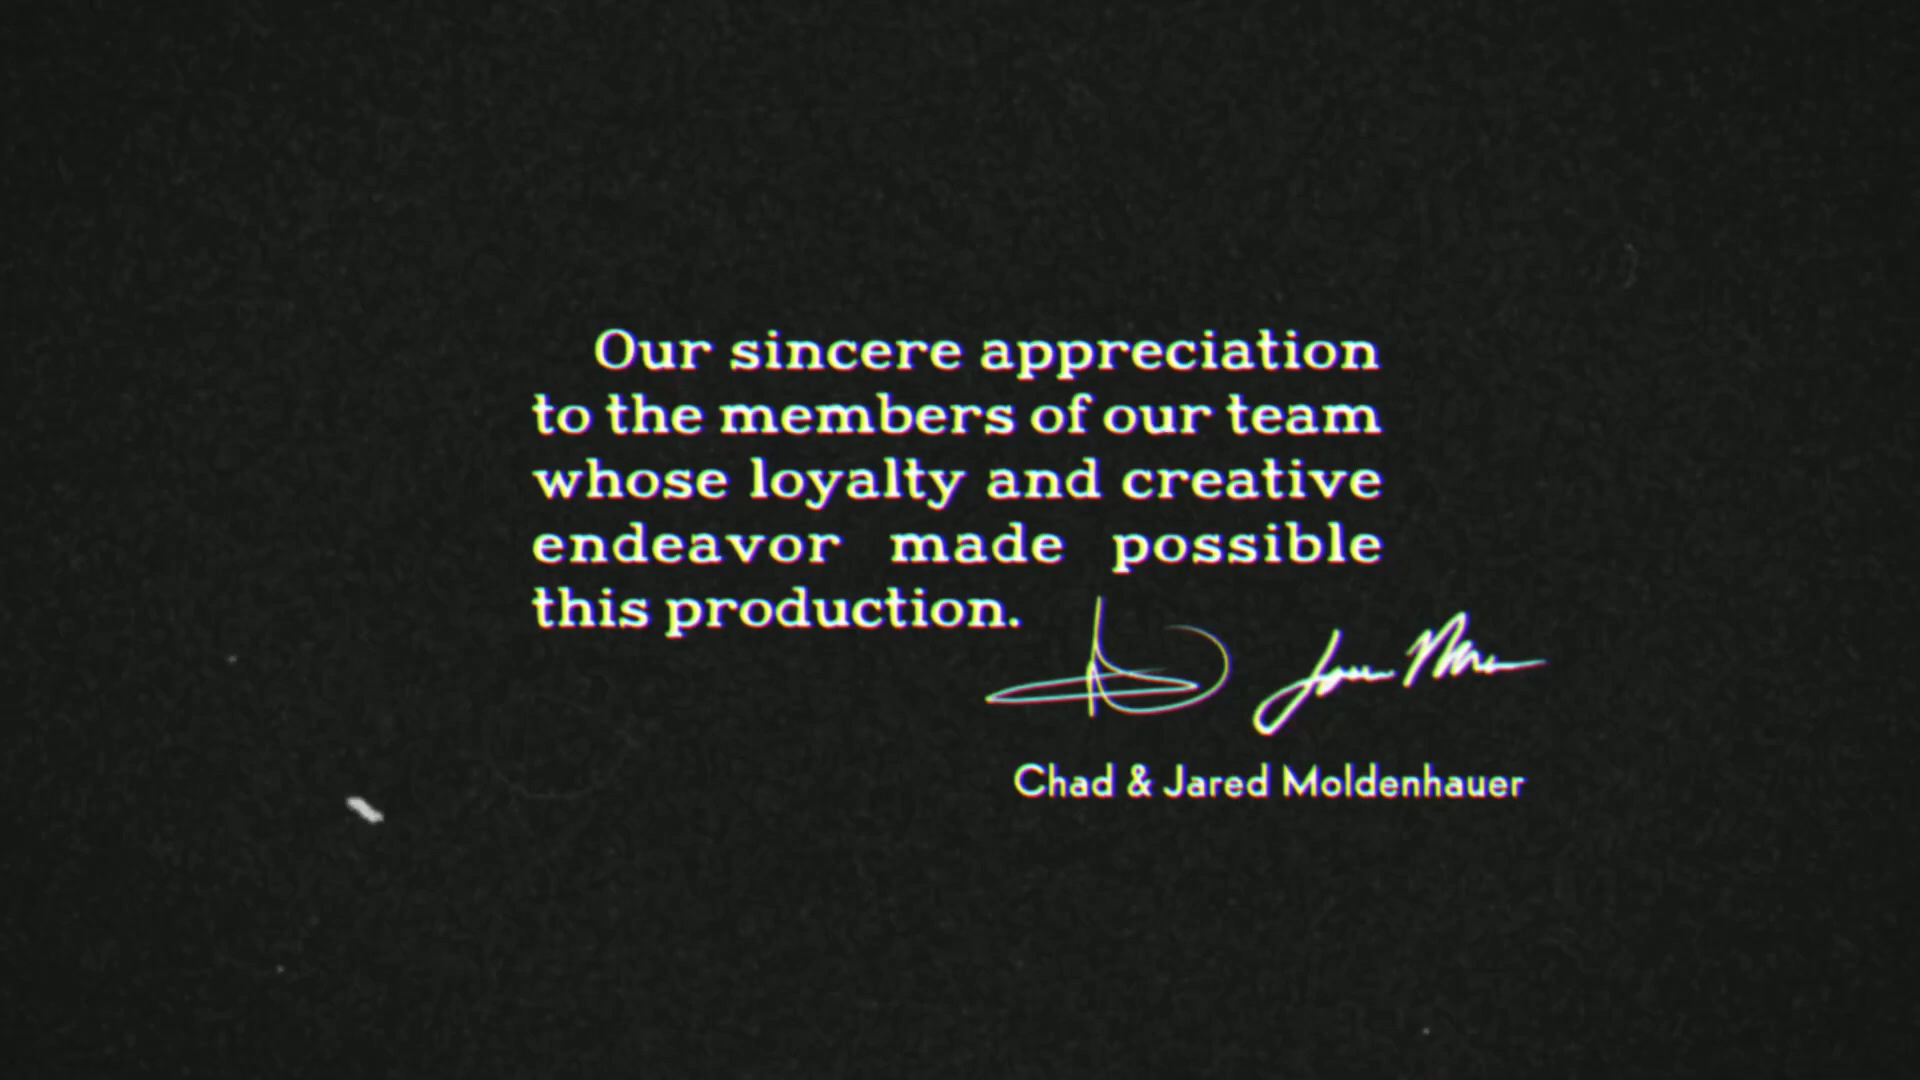 Our sincere appreciation
to the members of our team
whose loyalty and creative
endeavor made possible
this production.
Chad & Jared Moldenhauer